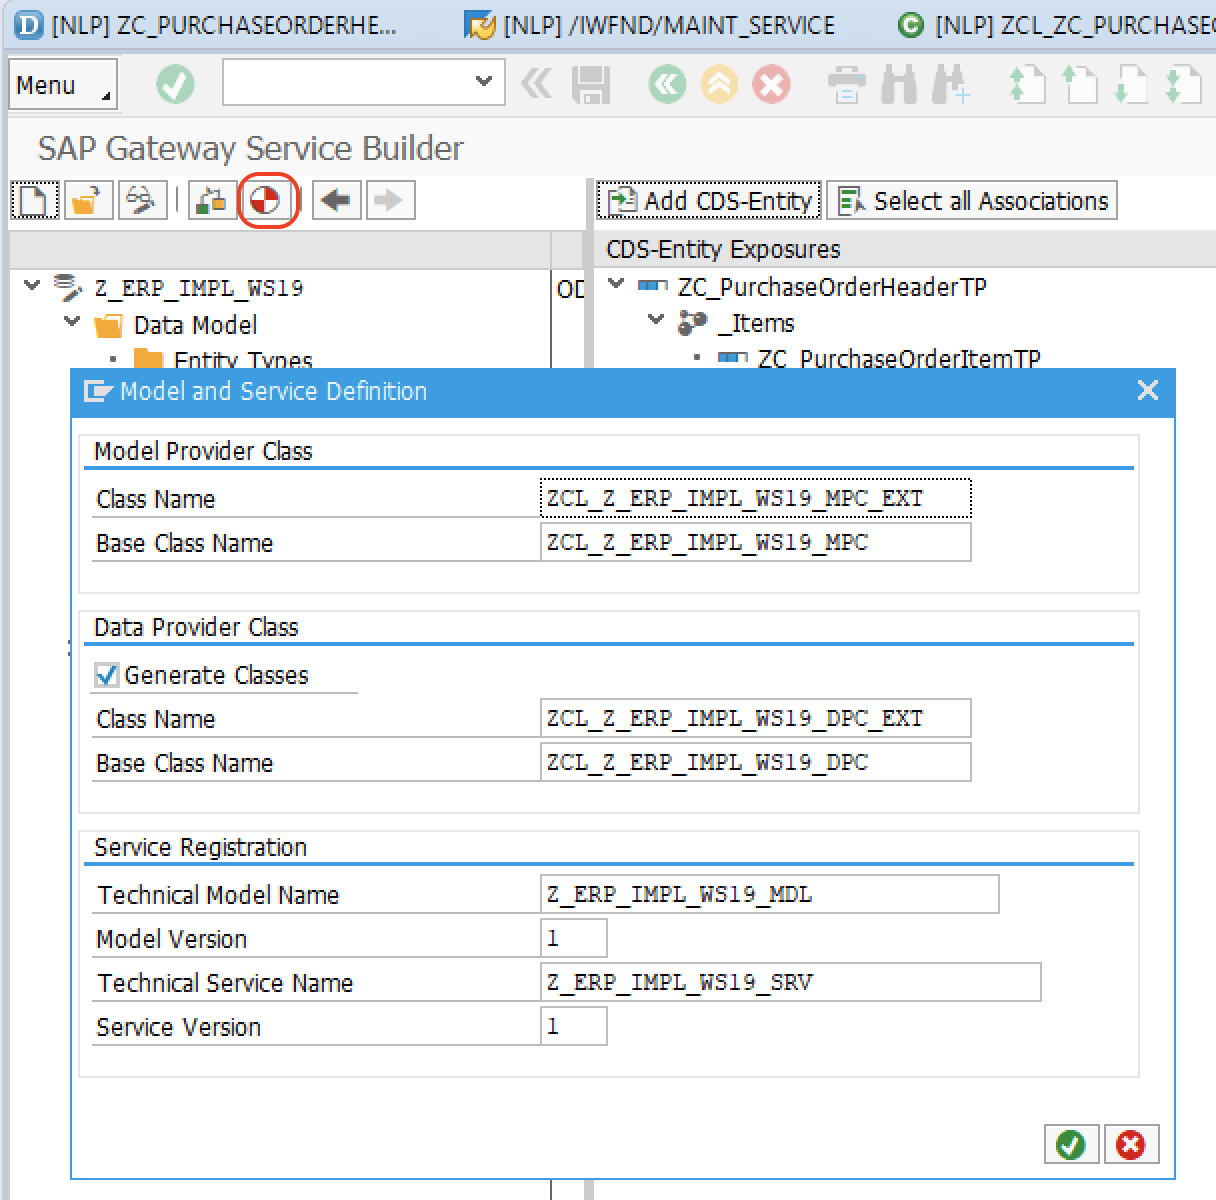 [NLP] ZC_PURCHASEORDERHE...
[NLP] /IWFND/MAINT_SERVICE
[NLP] ZCL_ZC_PURCHASE
Menu
SAP Gateway Service Builder
Add CDS-Entity
Select all Associations
CDS-Entity Exposures
Z_ERP_IMPL_WS19
OD
ZC_PurchaseOrderHeaderTP
Data Model
_Items
Entity Types
ZC_PurchaseOrderItemTP
Model and Service Definition
Model Provider Class
Class Name
ZCL_Z_ERP_IMPL_WS19_MPC_EXT
Base Class Name
ZCL_Z_ERP_IMPL_WS19_MPC
Data Provider Class
Generate Classes
Class Name
ZCL_Z_ERP_IMPL_WS19_DPC_EXT
Base Class Name
ZCL_Z_ERP_IMPL_WS19_DPC
Service Registration
Technical Model Name
Z_ERP_IMPL_WS19_MDL
Model Version
1
Technical Service Name
Z_ERP_IMPL_WS19_SRV
Service Version
1